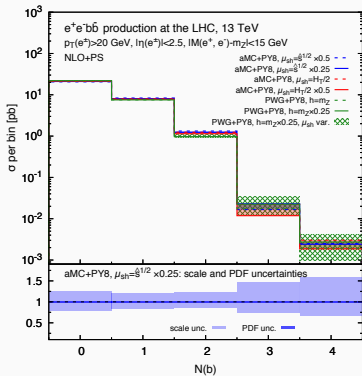 e⁺e⁻bb̄ production at the LHC, 13 TeV
p_T(e^±)>20 GeV, |η(e^±)|<2.5, |M(e⁺, e⁻)-m_Z|<15 GeV
NLO+PS
aMC+PY8, μ_sh=ŝ^1/2 ×0.5
aMC+PY8, μ_sh=ŝ^1/2 ×0.25
aMC+PY8, μ_sh=H_T/2
aMC+PY8, μ_sh=H_T/2 ×0.5
PWG+PY8, h=m_Z
PWG+PY8, h=m_Z×0.25
PWG+PY8, h=m_Z×0.25, μ_sh var.
σ per bin [pb]
10³
10²
10¹
10⁰
10⁻¹
10⁻²
10⁻³
aMC+PY8, μ_sh=ŝ^1/2 ×0.25: scale and PDF uncertainties
1.5
1
0.5
scale unc.
PDF unc.
0 1 2 3 4
N(b)